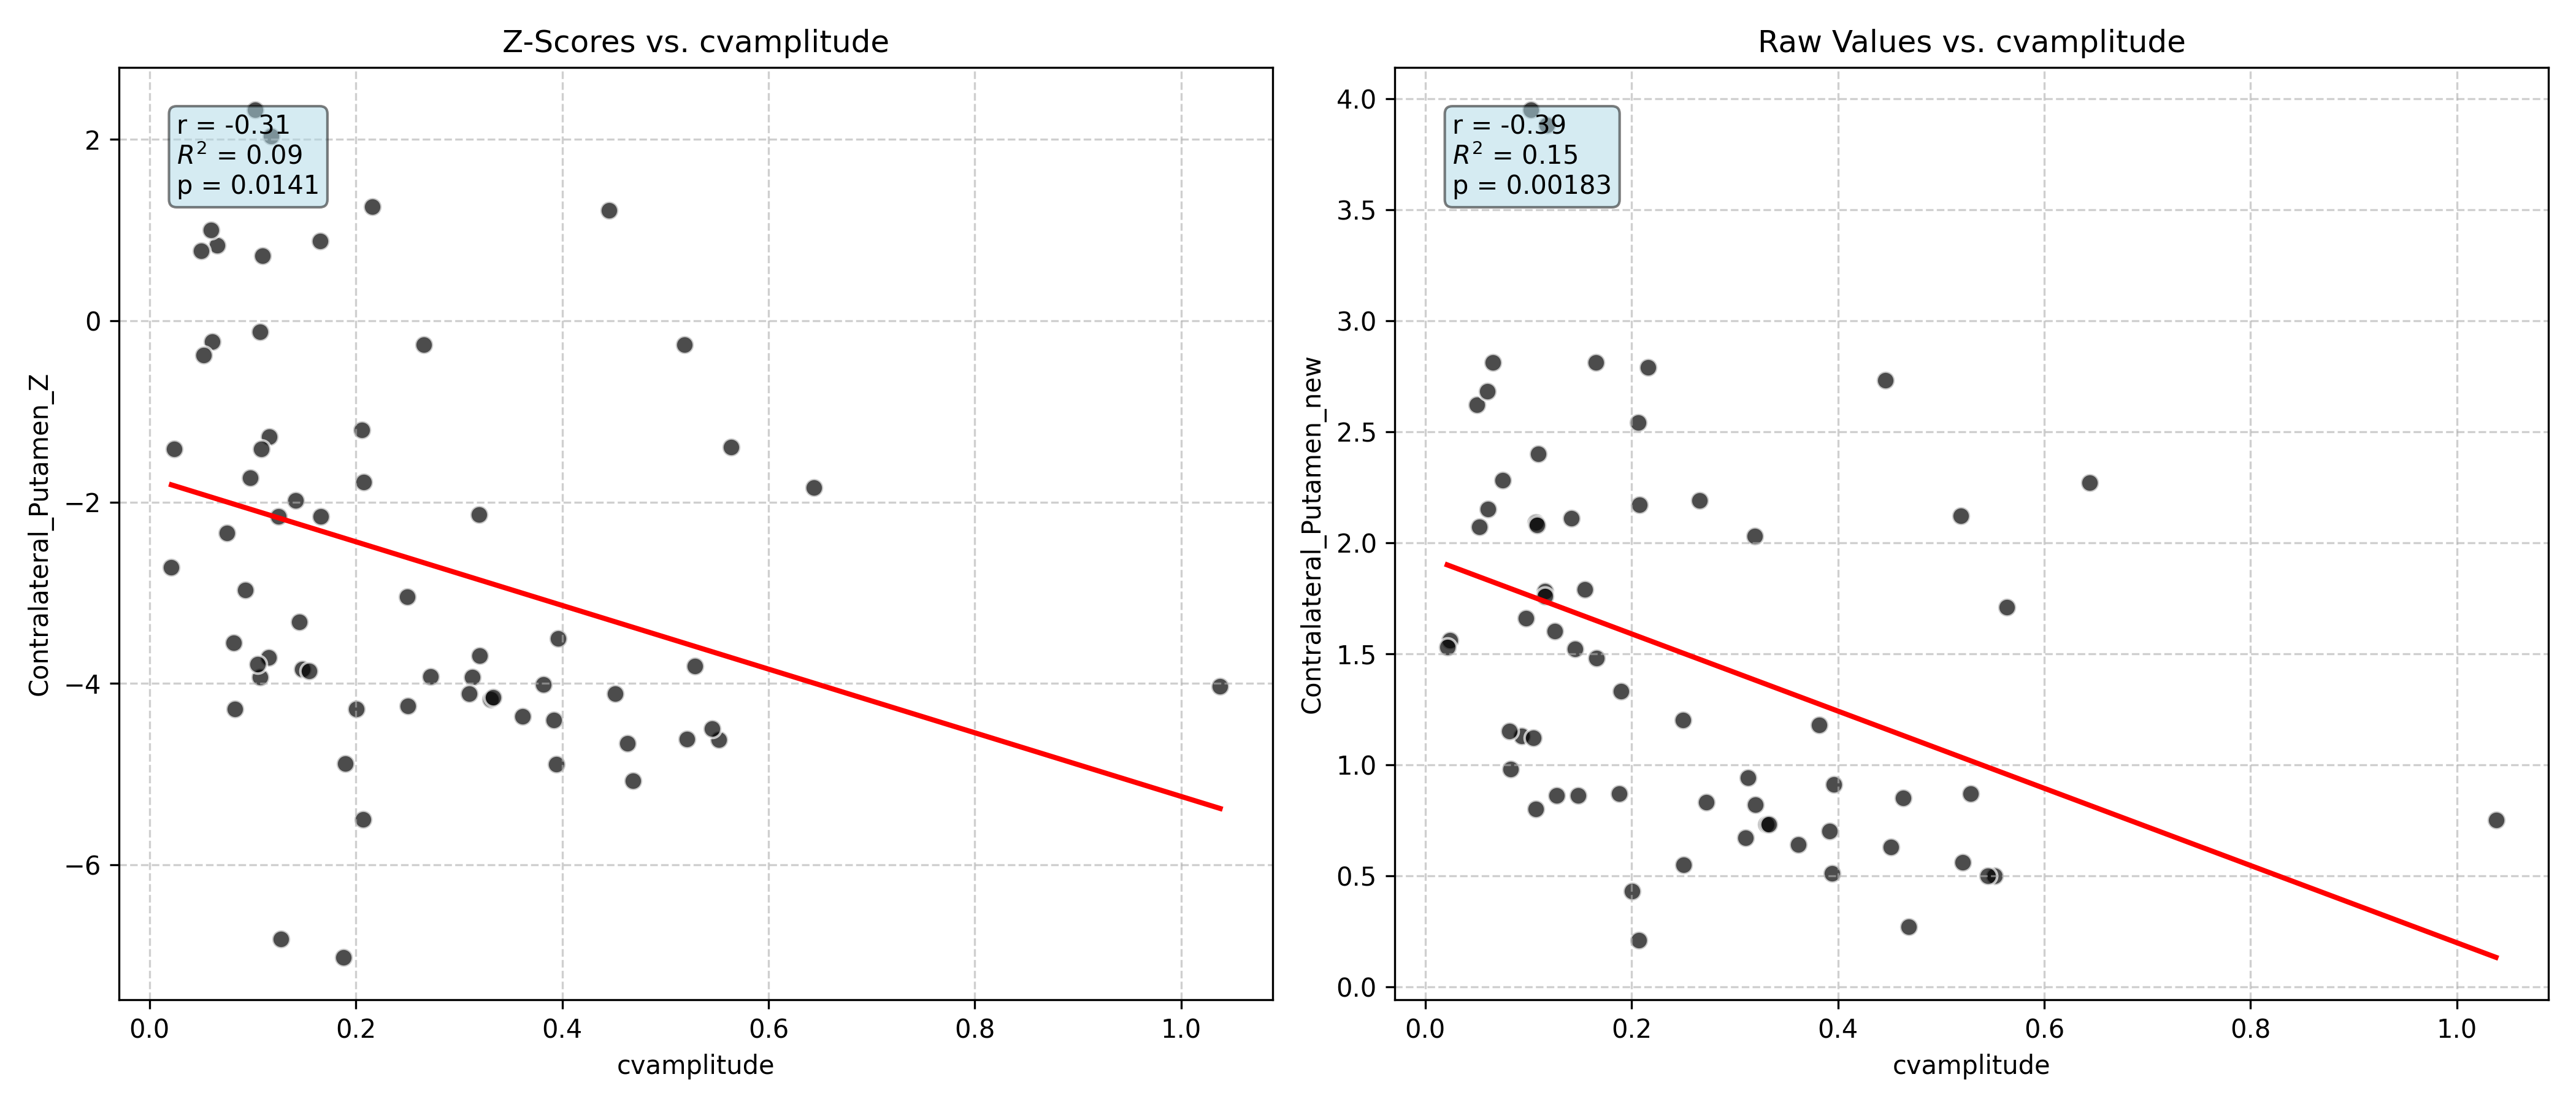 Z-Scores vs. cvamplitude
r = -0.31
R² = 0.09
p = 0.0141
Contralateral_Putamen_Z
2
0
−2
−4
−6
0.0 0.2 0.4 0.6 0.8 1.0
cvamplitude
Raw Values vs. cvamplitude
r = -0.39
R² = 0.15
p = 0.00183
Contralateral_Putamen_new
4.0
3.5
3.0
2.5
2.0
1.5
1.0
0.5
0.0
0.0 0.2 0.4 0.6 0.8 1.0
cvamplitude